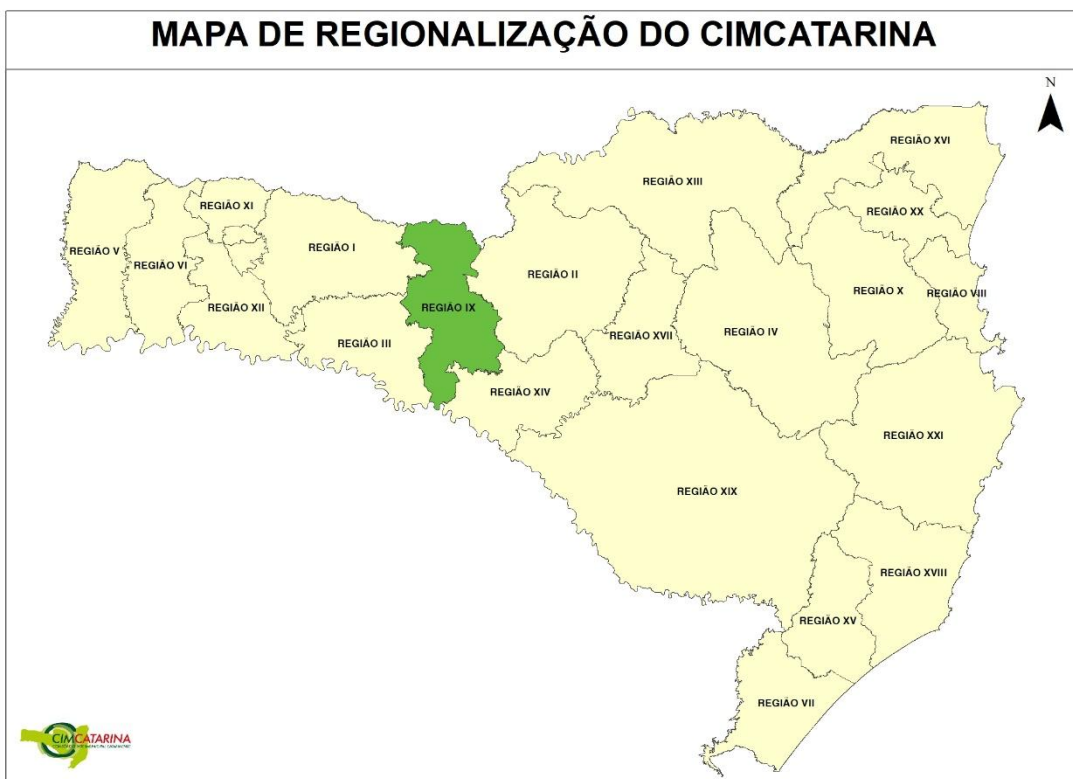 MAPA DE REGIONALIZAÇÃO DO CIMCATARINA
N
REGIÃO XVI
REGIÃO XIII
REGIÃO XI
REGIÃO XX
REGIÃO I
REGIÃO V
REGIÃO VI
REGIÃO II
REGIÃO X
REGIÃO VIII
REGIÃO XII
REGIÃO IX
REGIÃO IV
REGIÃO XVII
REGIÃO III
REGIÃO XIV
REGIÃO XXI
REGIÃO XIX
REGIÃO XVIII
REGIÃO XV
REGIÃO VII
CIMCATARINA